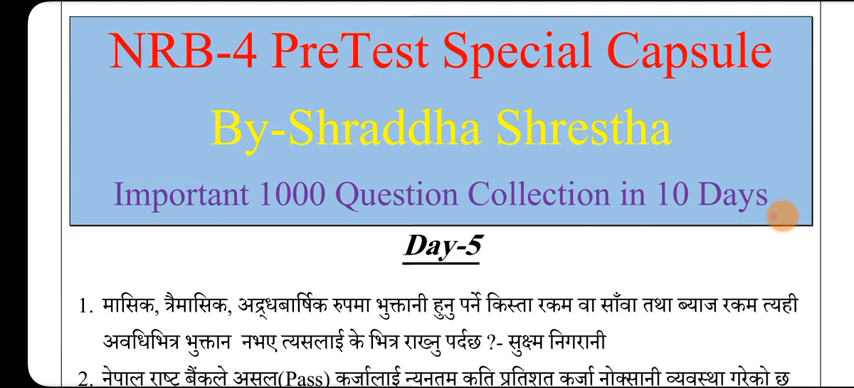 NRB-4 PreTest Special Capsule
By-Shraddha Shrestha
Important 1000 Question Collection in 10 Days
Day-5
1. मासिक, त्रैमासिक, अद्र्धबार्षिक रुपमा भुक्तानी हुनु पर्ने किस्ता रकम वा साँवा तथा ब्याज रकम त्यही
अवधिभित्र भुक्तान नभए त्यसलाई के भित्र राख्नु पर्दछ ?- सुक्ष्म निगरानी
2. नेपाल राष्ट बैंकले असल(Pass) कर्जालाई न्यनतम कति प्रतिशत कर्जा नोक्सानी व्यवस्था गरेको छ